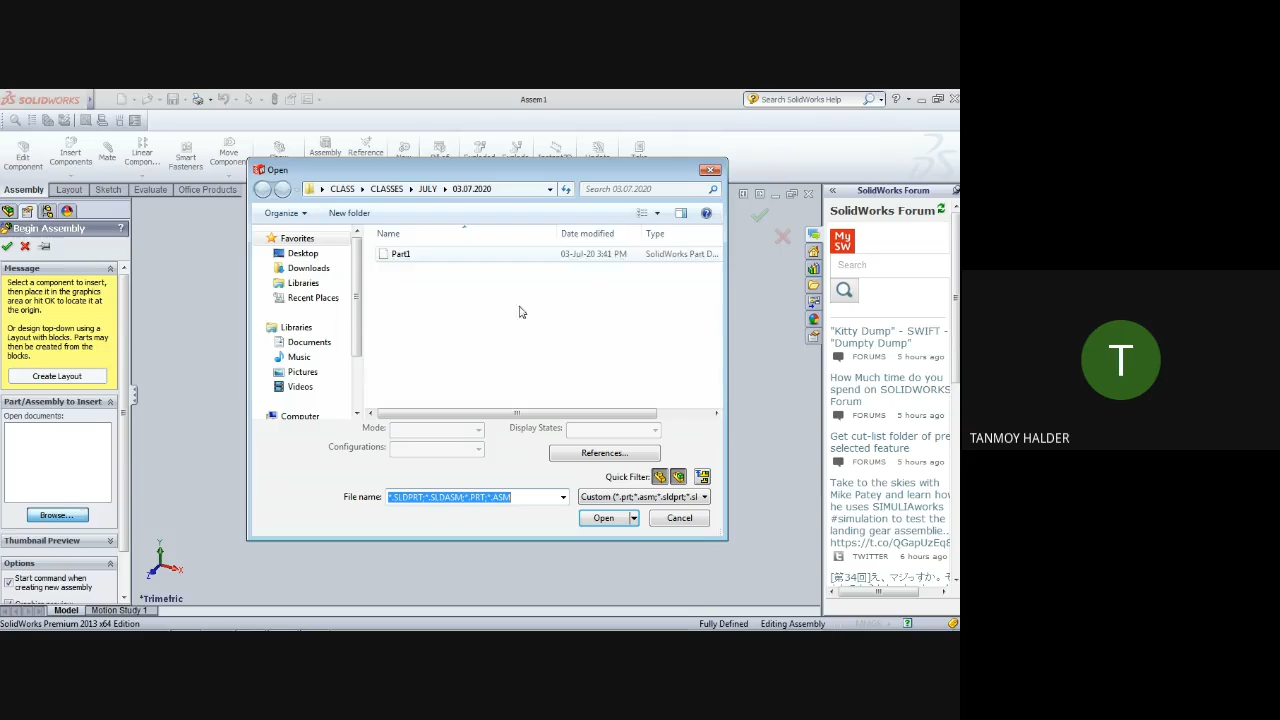 SOLIDWORKS
Assem1
Search SolidWorks Help
Edit Component
Insert Components
Mate
Linear Compon...
Smart Fasteners
Move Component
Assembly
Reference
Assembly Layout Sketch Evaluate Office Products
Begin Assembly ?
Message
Select a component to insert,
then place it in the graphics
area or hit OK to locate it at
the origin.
Or design top-down using a
Layout with blocks. Parts may
then be created from the
blocks.
Create Layout
Part/Assembly to Insert
Open documents:
Browse...
Thumbnail Preview
Options
Start command when
creating new assembly
Open
CLASS CLASSES JULY 03.07.2020
Search 03.07.2020
Organize New folder
Name Date modified Type
Part1 03-Jul-20 3:41 PM SolidWorks Part D...
Favorites
Desktop
Downloads
Libraries
Recent Places
Libraries
Documents
Music
Pictures
Videos
Computer
Mode:
Display States:
Configurations:
References...
Quick Filter:
File name: *.SLDPRT;*.SLDASM;*.PRT;*.ASM
Custom (*.prt;*.asm;*.sldprt;*.sl
Open Cancel
Y
X
Z
*Trimetric
Model Motion Study 1
SolidWorks Premium 2013 x64 Edition
Fully Defined Editing Assembly
SolidWorks Forum
SolidWorks Forum
My
SW
Search
"Kitty Dump" - SWIFT -
"Dumpty Dump"
FORUMS 5 hours ago
How Much time do you
spend on SOLIDWORKS
Forum
FORUMS 5 hours ago
Get cut-list folder of pre
selected feature
FORUMS 6 hours ago
Take to the skies with
Mike Patey and learn how
he uses SIMULIAworks
#simulation to test the
landing gear assemblie...
https://t.co/QGapUzEq8
TWITTER 6 hours ago
T
TANMOY HALDER